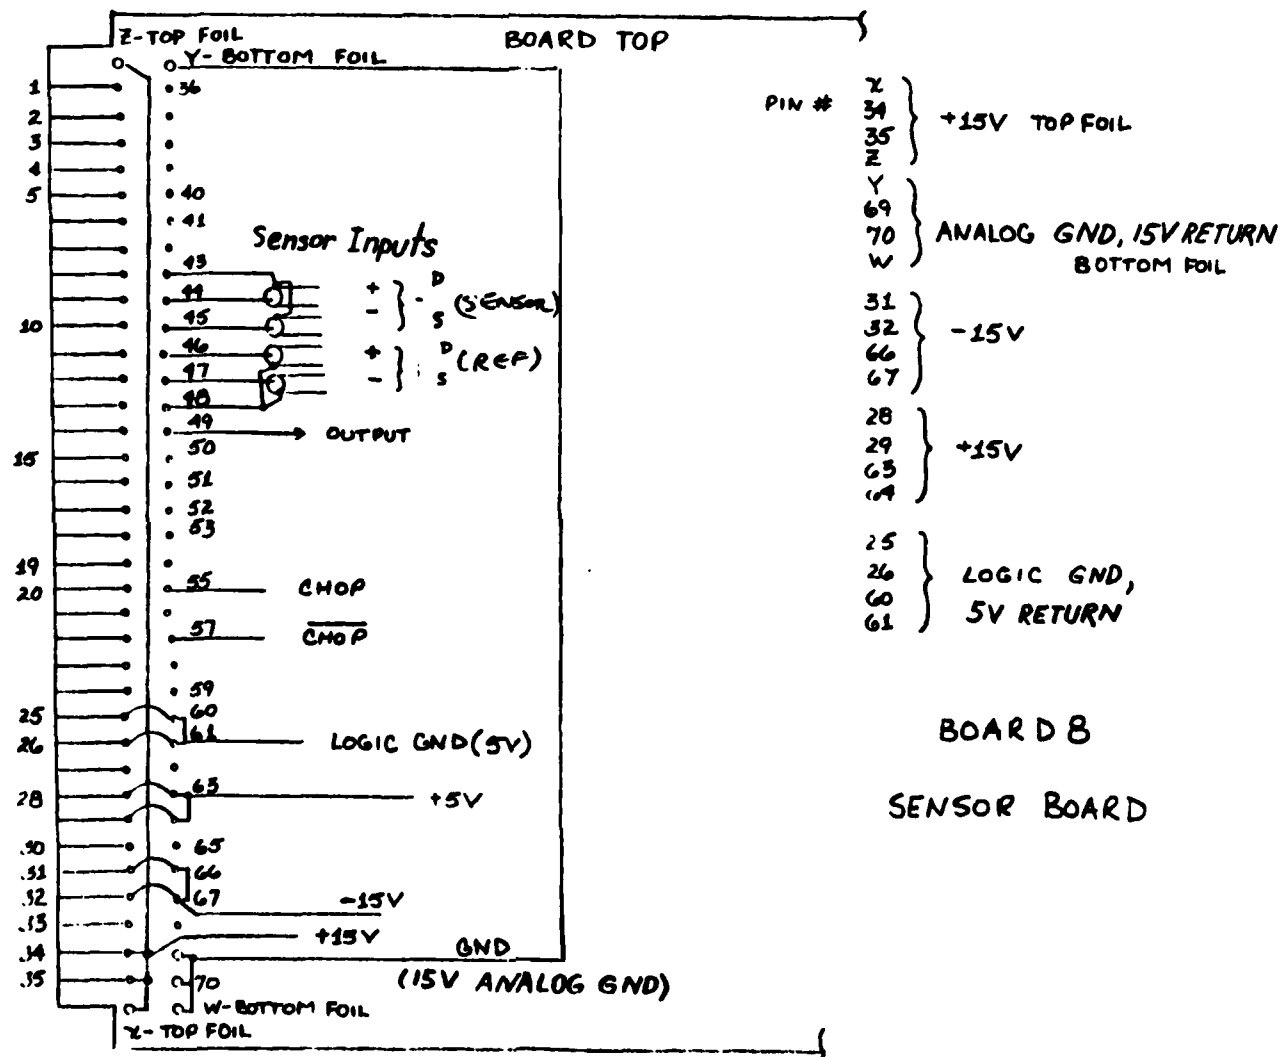 Z-TOP FOIL
Y-BOTTOM FOIL
BOARD TOP
1
36
2
3
4
5
40
41
Sensor Inputs
43
44
+
D
- (SENSOR)
-
S
10
45
46
+
D
(REF)
-
S
47
48
49
OUTPUT
50
15
51
52
53
19
20
55
CHOP
57
CHOP
59
25
60
26
61
LOGIC GND (5V)
63
28
+5V
30
65
31
66
32
67
-15V
33
+15V
34
GND
35
70
(15V ANALOG GND)
W-BOTTOM FOIL
X-TOP FOIL
PIN #
X
34
35
Z
+15V TOP FOIL
Y
69
70
W
ANALOG GND, 15V RETURN
BOTTOM FOIL
31
32
66
67
-15V
28
29
63
64
+15V
25
26
60
61
LOGIC GND,
5V RETURN
BOARD 8
SENSOR BOARD